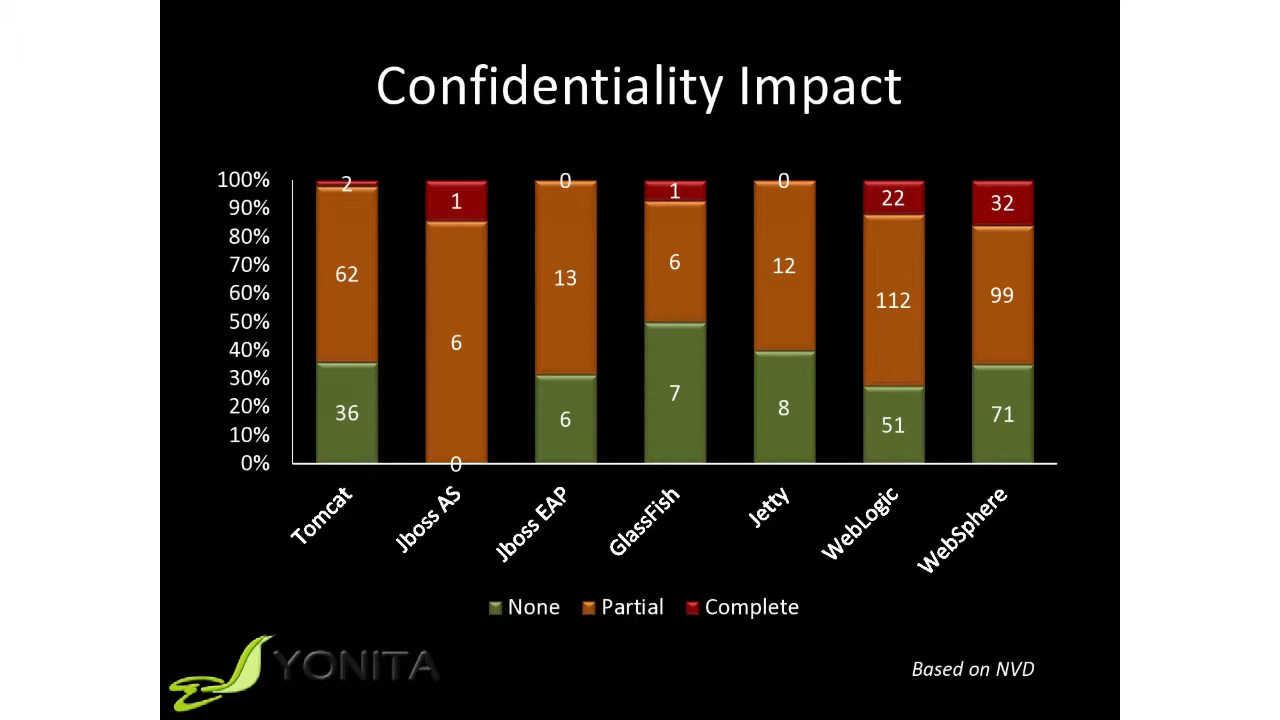 Confidentiality Impact
100%
90%
80%
70%
60%
50%
40%
30%
20%
10%
0%
2
1
0
1
0
22
32
62
6
13
6
12
112
99
36
0
6
7
8
51
71
Tomcat
Jboss AS
Jboss EAP
GlassFish
Jetty
WebLogic
WebSphere
None
Partial
Complete
YONITA
Based on NVD